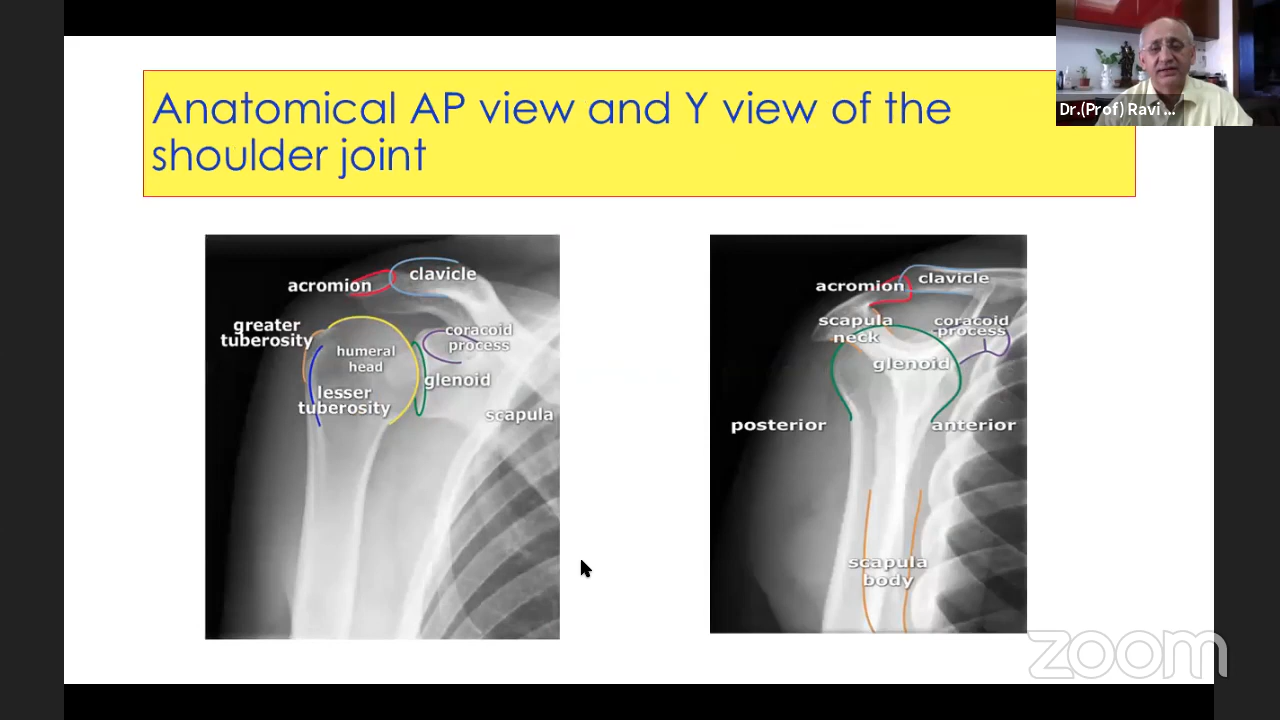 Anatomical AP view and Y view of the
shoulder joint
Dr.(Prof) Ravi ...
acromion
clavicle
greater
tuberosity
humeral
head
coracoid
process
glenoid
lesser
tuberosity
scapula
acromion
clavicle
scapula
neck
coracoid
process
glenoid
posterior
anterior
scapula
body
zoom